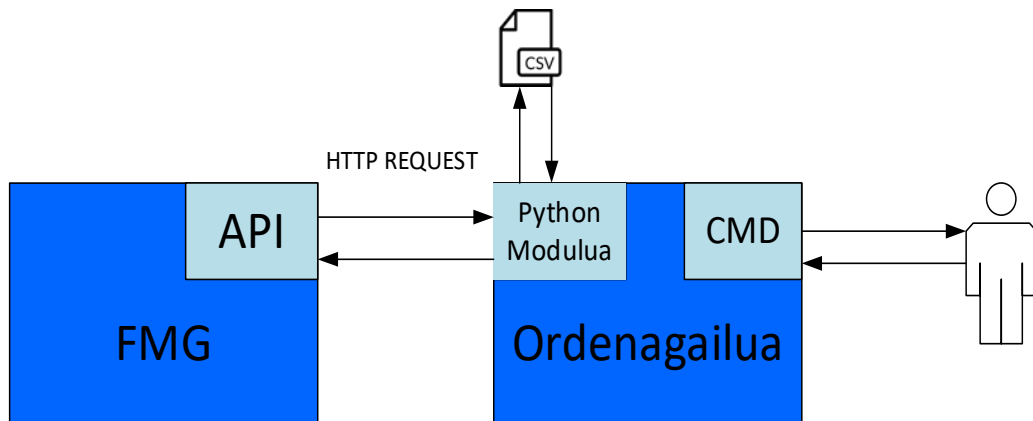 CSV
HTTP REQUEST
API
Python
Modulua
CMD
FMG
Ordenagailua